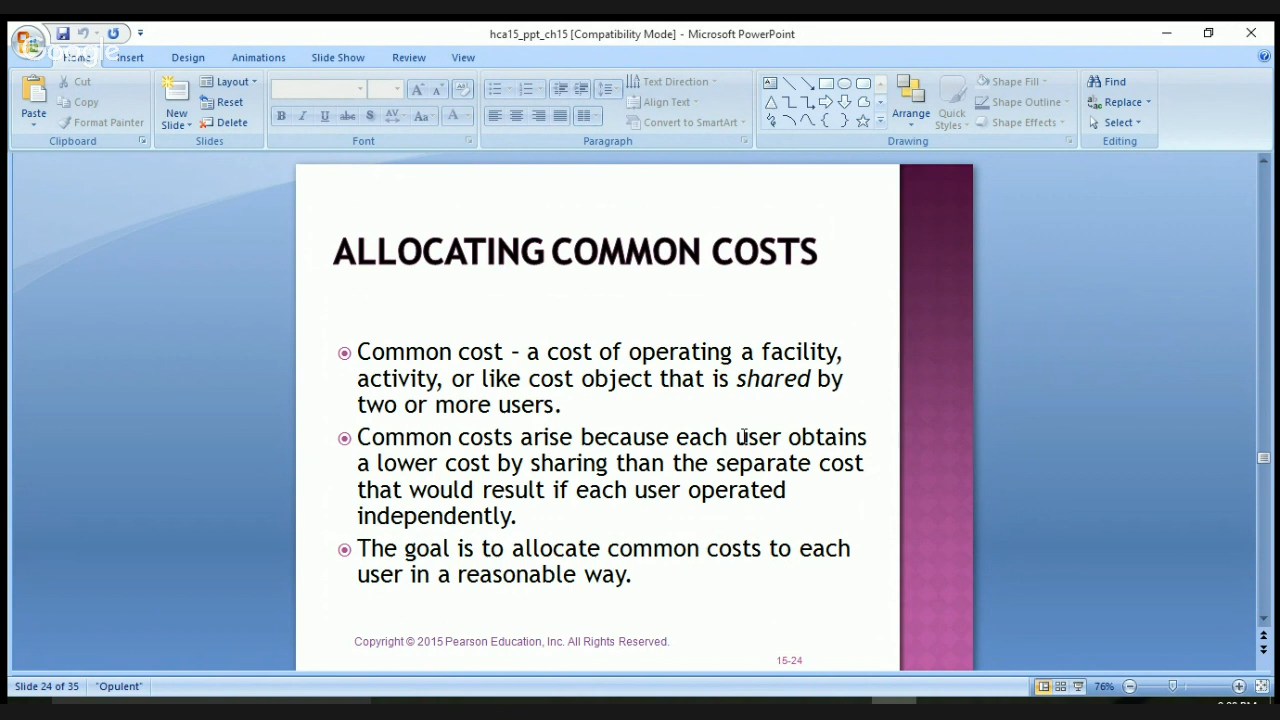 hca15_ppt_ch15 [Compatibility Mode] - Microsoft PowerPoint
Google
Home Insert Design Slide Show Animations Review View
Paste
Cut
Copy
Format Painter
Clipboard
New Slide
Layout
Reset
Delete
Slides
B I U abc S AV Aa A
Font
Text Direction
Align Text
Convert to SmartArt
Paragraph
Arrange
Quick Styles
Shape Fill
Shape Outline
Shape Effects
Drawing
Find
Replace
Select
Editing
ALLOCATING COMMON COSTS
Common cost – a cost of operating a facility,
activity, or like cost object that is shared by
two or more users.
Common costs arise because each user obtains
a lower cost by sharing than the separate cost
that would result if each user operated
independently.
The goal is to allocate common costs to each
user in a reasonable way.
Copyright © 2015 Pearson Education, Inc. All Rights Reserved.
15-24
Slide 24 of 35 "Opulent" 76%